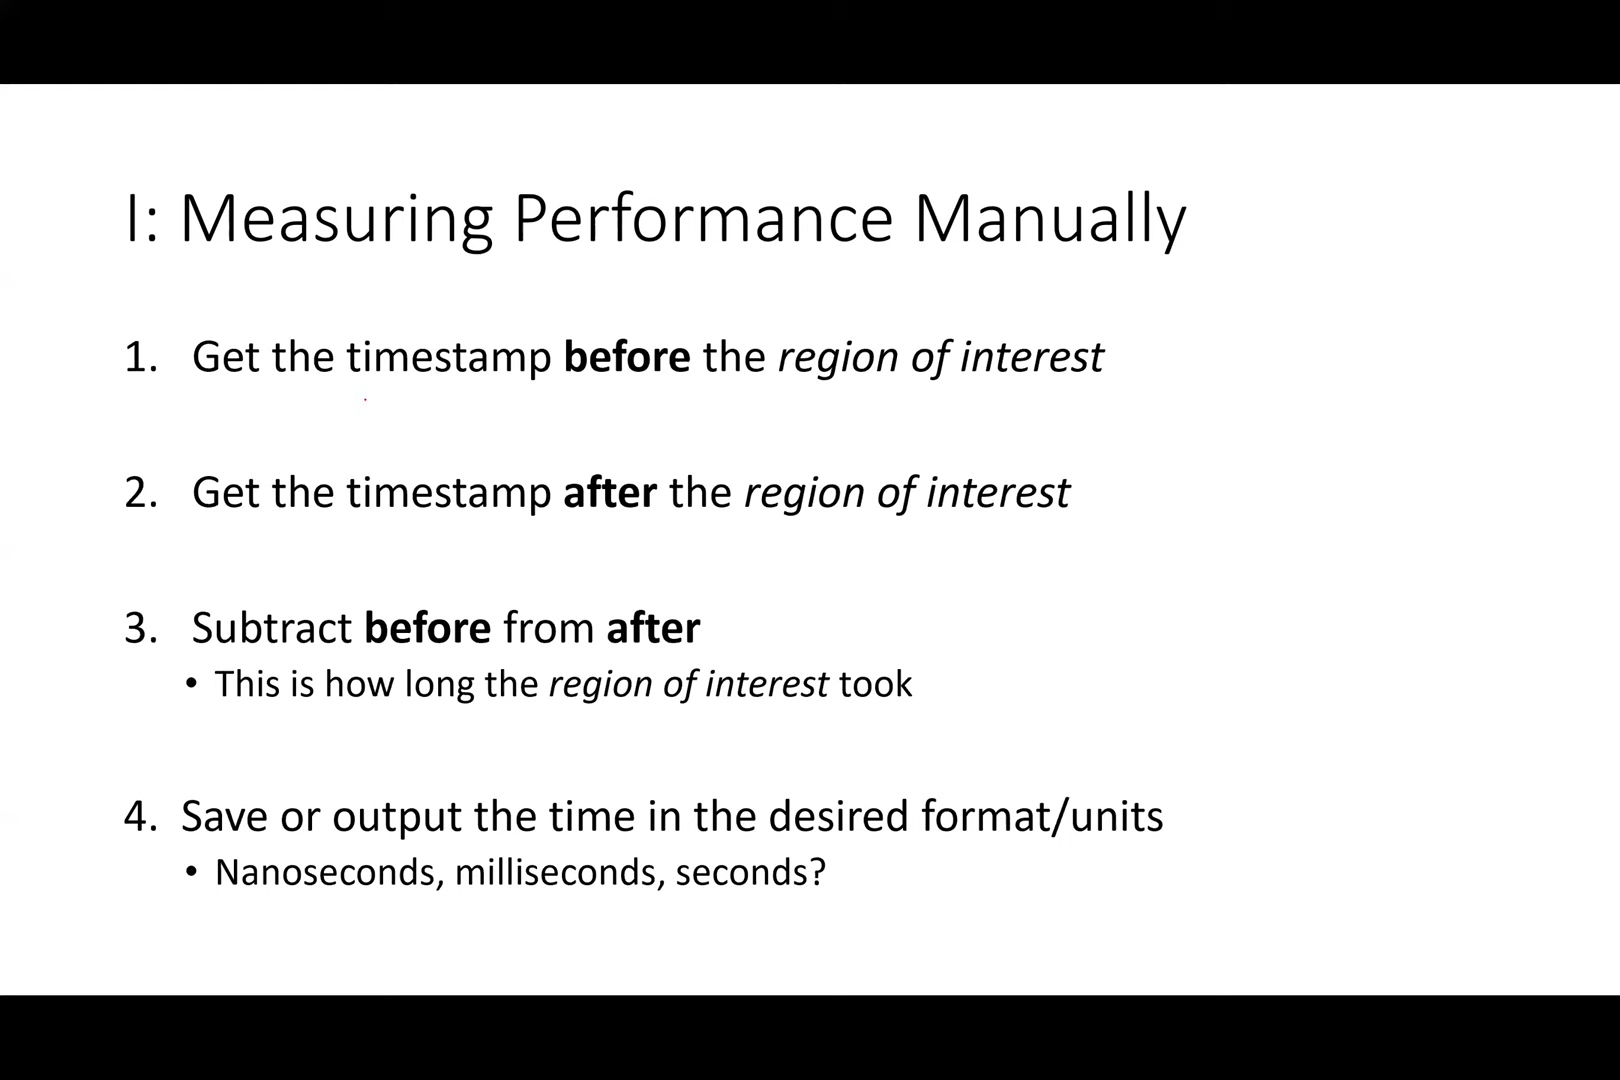 I: Measuring Performance Manually
1. Get the timestamp before the region of interest
2. Get the timestamp after the region of interest
3. Subtract before from after
• This is how long the region of interest took
4. Save or output the time in the desired format/units
• Nanoseconds, milliseconds, seconds?